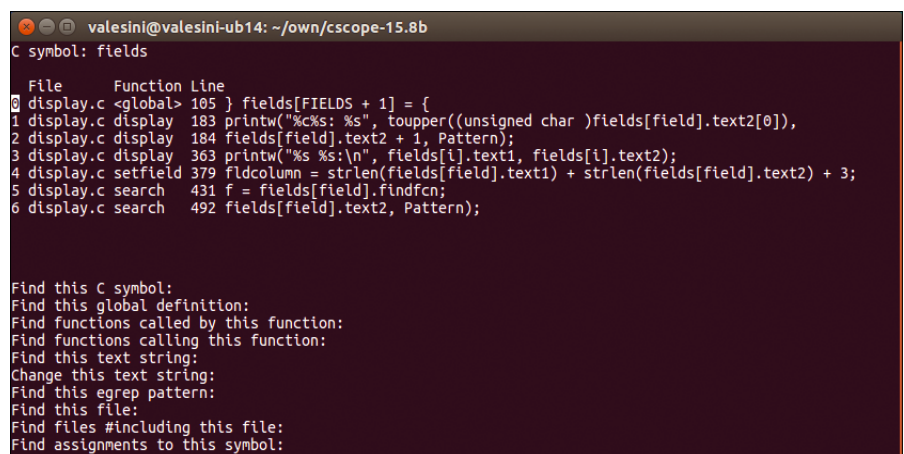 valesini@valesini-ub14: ~/own/cscope-15.8b
C symbol: fields
File Function Line
0 display.c <global> 105 } fields[FIELDS + 1] = {
1 display.c display 183 printw("%c%s: %s", toupper((unsigned char )fields[field].text2[0]),
2 display.c display 184 fields[field].text2 + 1, Pattern);
3 display.c display 363 printw("%s %s:\n", fields[i].text1, fields[i].text2);
4 display.c setfield 379 fldcolumn = strlen(fields[field].text1) + strlen(fields[field].text2) + 3;
5 display.c search 431 f = fields[field].findfcn;
6 display.c search 492 fields[field].text2, Pattern);
Find this C symbol:
Find this global definition:
Find functions called by this function:
Find functions calling this function:
Find this text string:
Change this text string:
Find this egrep pattern:
Find this file:
Find files #including this file:
Find assignments to this symbol: